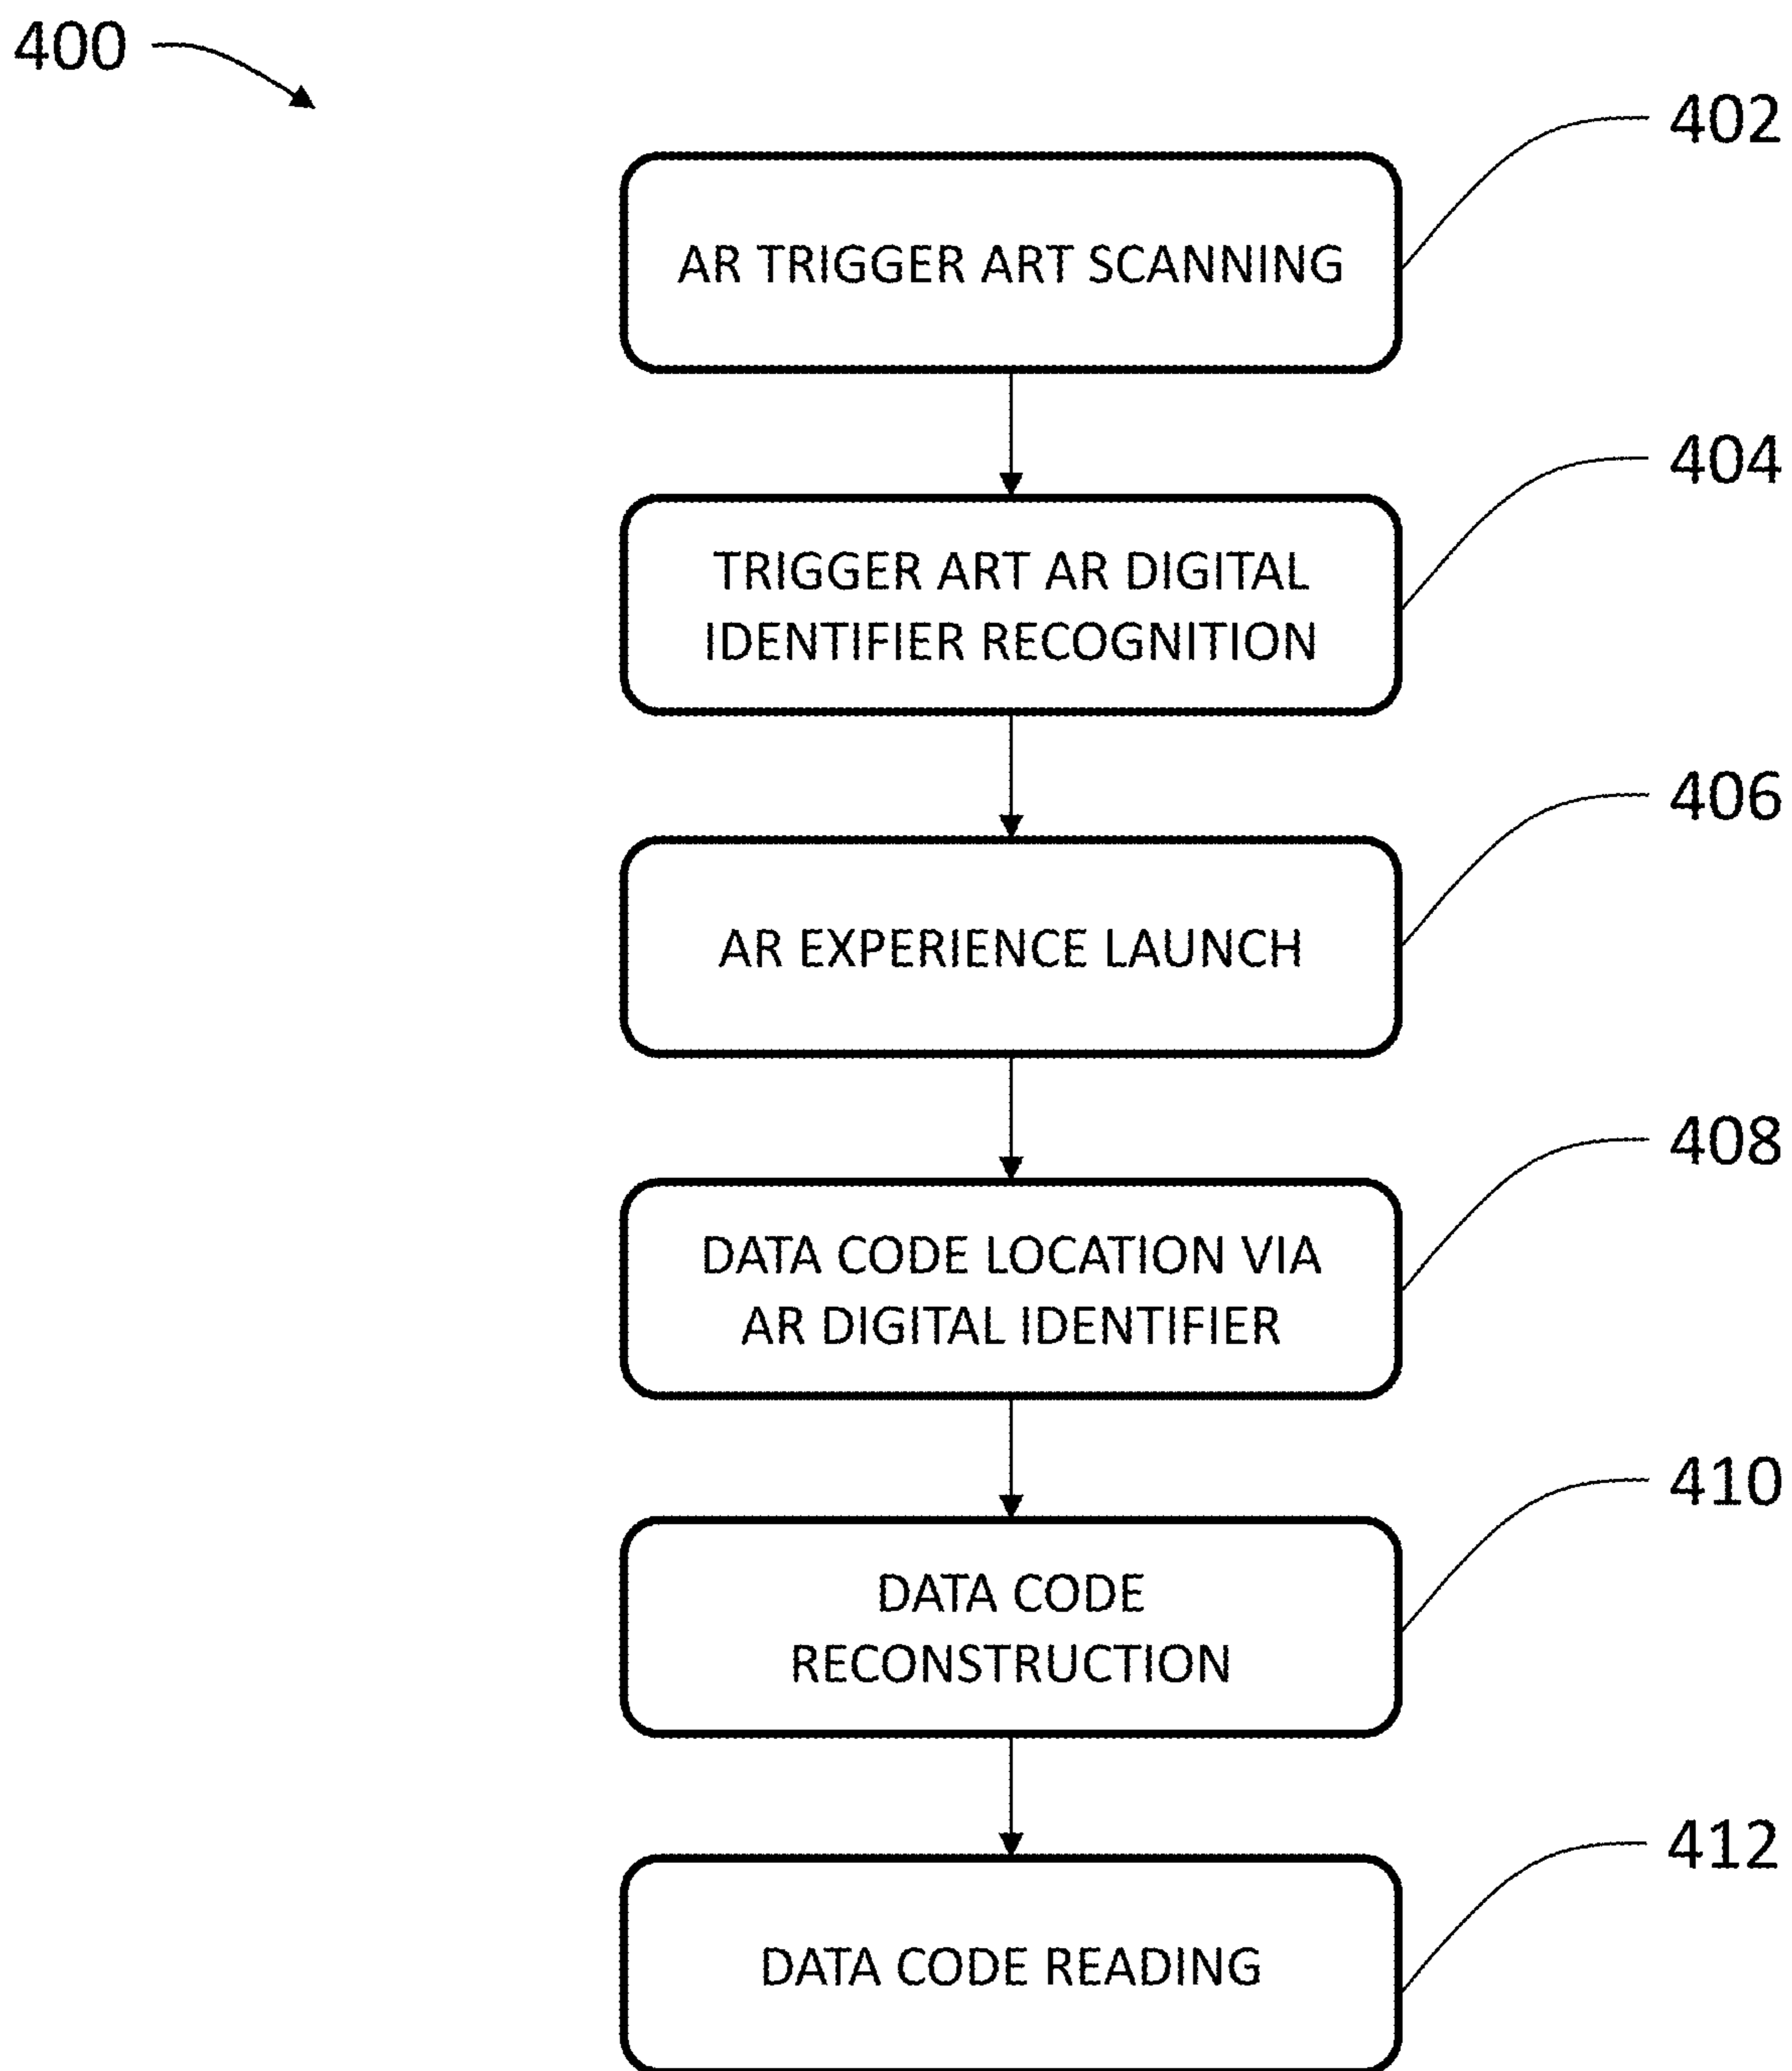 400
402
AR TRIGGER ART SCANNING
404
TRIGGER ART AR DIGITAL
IDENTIFIER RECOGNITION
406
AR EXPERIENCE LAUNCH
408
DATA CODE LOCATION VIA
AR DIGITAL IDENTIFIER
410
DATA CODE
RECONSTRUCTION
412
DATA CODE READING